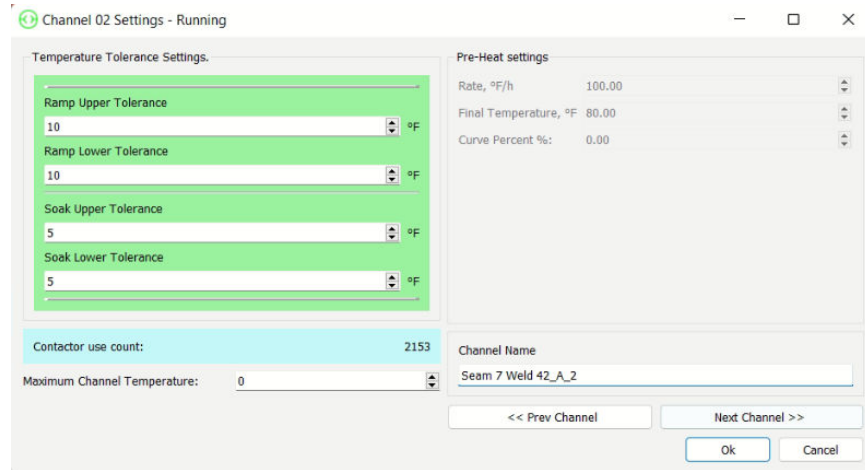 Channel 02 Settings - Running
Temperature Tolerance Settings.
Ramp Upper Tolerance
10 °F
Ramp Lower Tolerance
10 °F
Soak Upper Tolerance
5 °F
Soak Lower Tolerance
5 °F
Contactor use count: 2153
Maximum Channel Temperature: 0
Pre-Heat settings
Rate, °F/h 100.00
Final Temperature, °F 80.00
Curve Percent %: 0.00
Channel Name
Seam 7 Weld 42_A_2
<< Prev Channel Next Channel >>
Ok Cancel